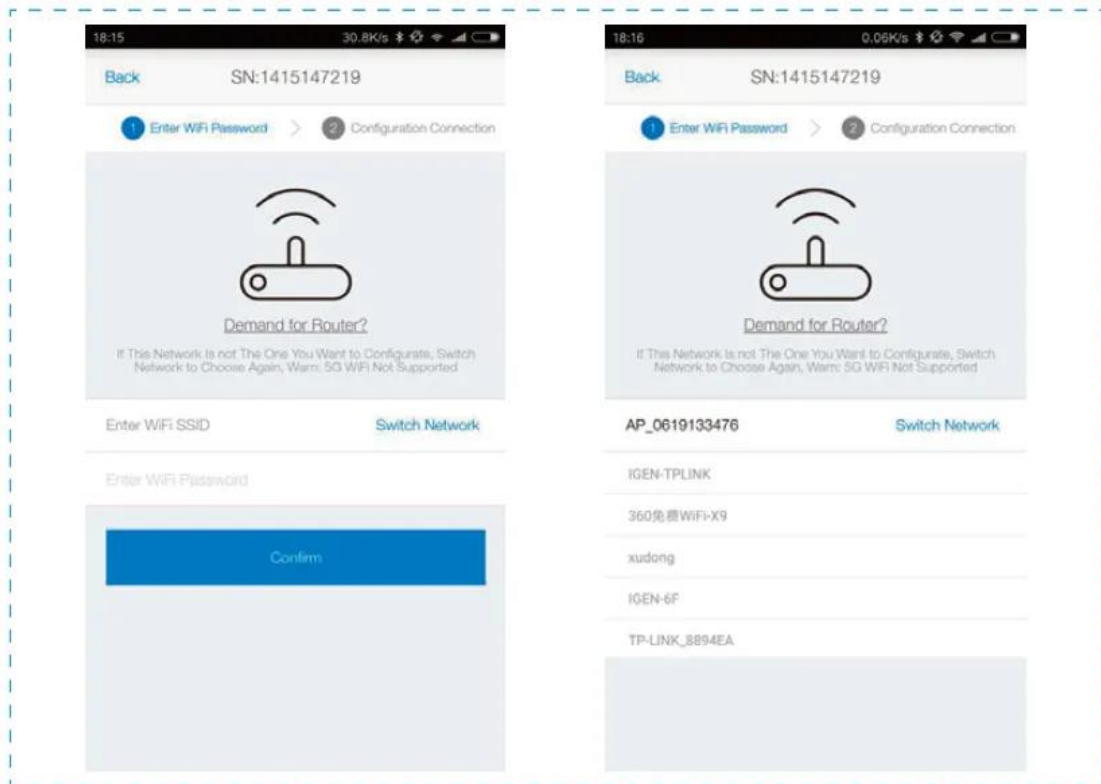 18:15 30.8K/s
Back SN:1415147219
1 Enter WiFi Password > 2 Configuration Connection
Demand for Router?
If This Network Is not The One You Want to Configurate, Switch
Network to Choose Again, Warn: 5G WiFi Not Supported
Enter WiFi SSID Switch Network
Enter WiFi Password
Confirm
18:16 0.06K/s
Back SN:1415147219
1 Enter WiFi Password > 2 Configuration Connection
Demand for Router?
If This Network Is not The One You Want to Configurate, Switch
Network to Choose Again, Warn: 5G WiFi Not Supported
AP_0619133476 Switch Network
IGEN-TPLINK
360免费WiFi-X9
xudong
IGEN-6F
TP-LINK_8894EA